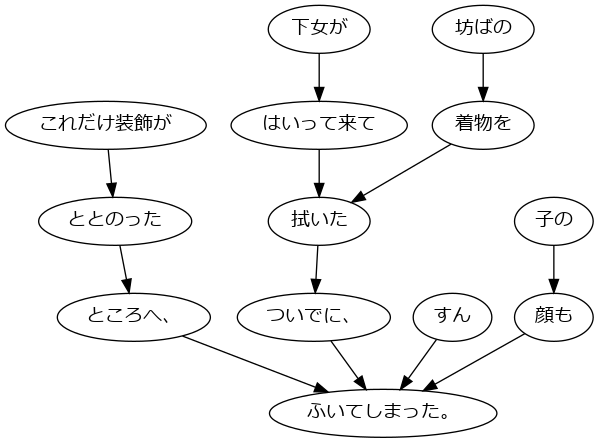 下女が
坊ばの
これだけ装飾が
はいって来て
着物を
ととのった
拭いた
子の
ところへ、
ついでに、
すん
顔も
ふいてしまった。